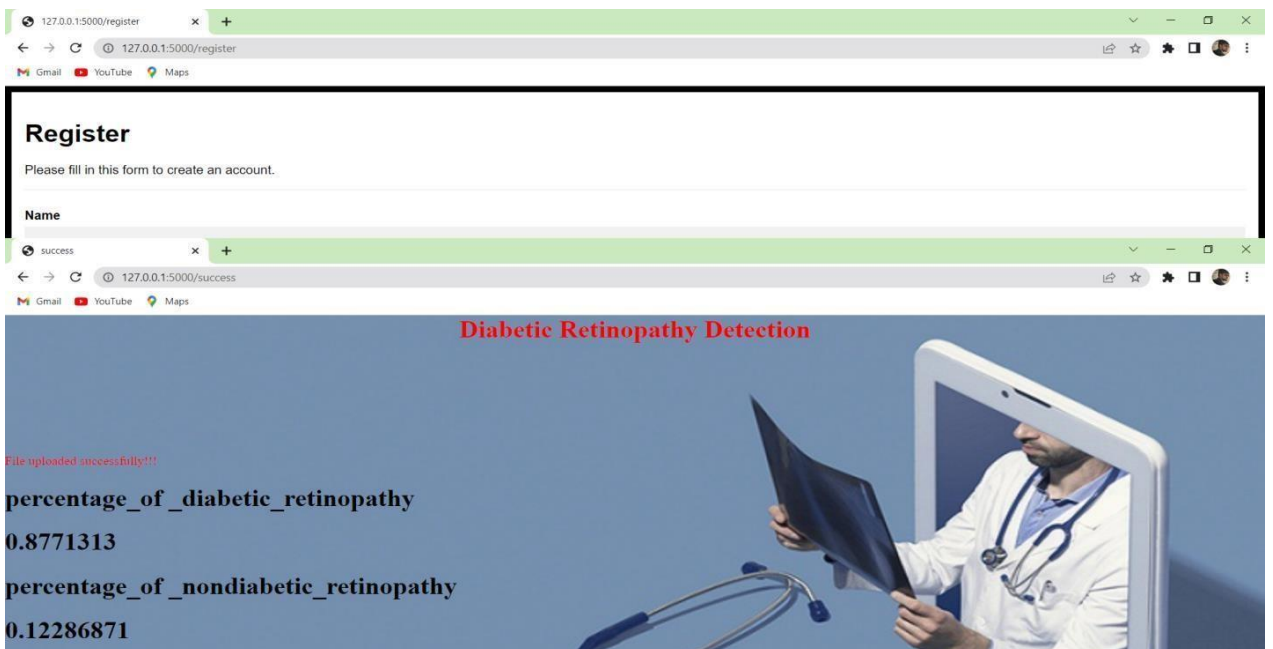 127.0.0.1:5000/register
127.0.0.1:5000/register
Gmail YouTube Maps
Register
Please fill in this form to create an account.
Name
success
127.0.0.1:5000/success
Gmail YouTube Maps
Diabetic Retinopathy Detection
File uploaded successfully!!!
percentage_of _diabetic_retinopathy
0.8771313
percentage_of _nondiabetic_retinopathy
0.12286871